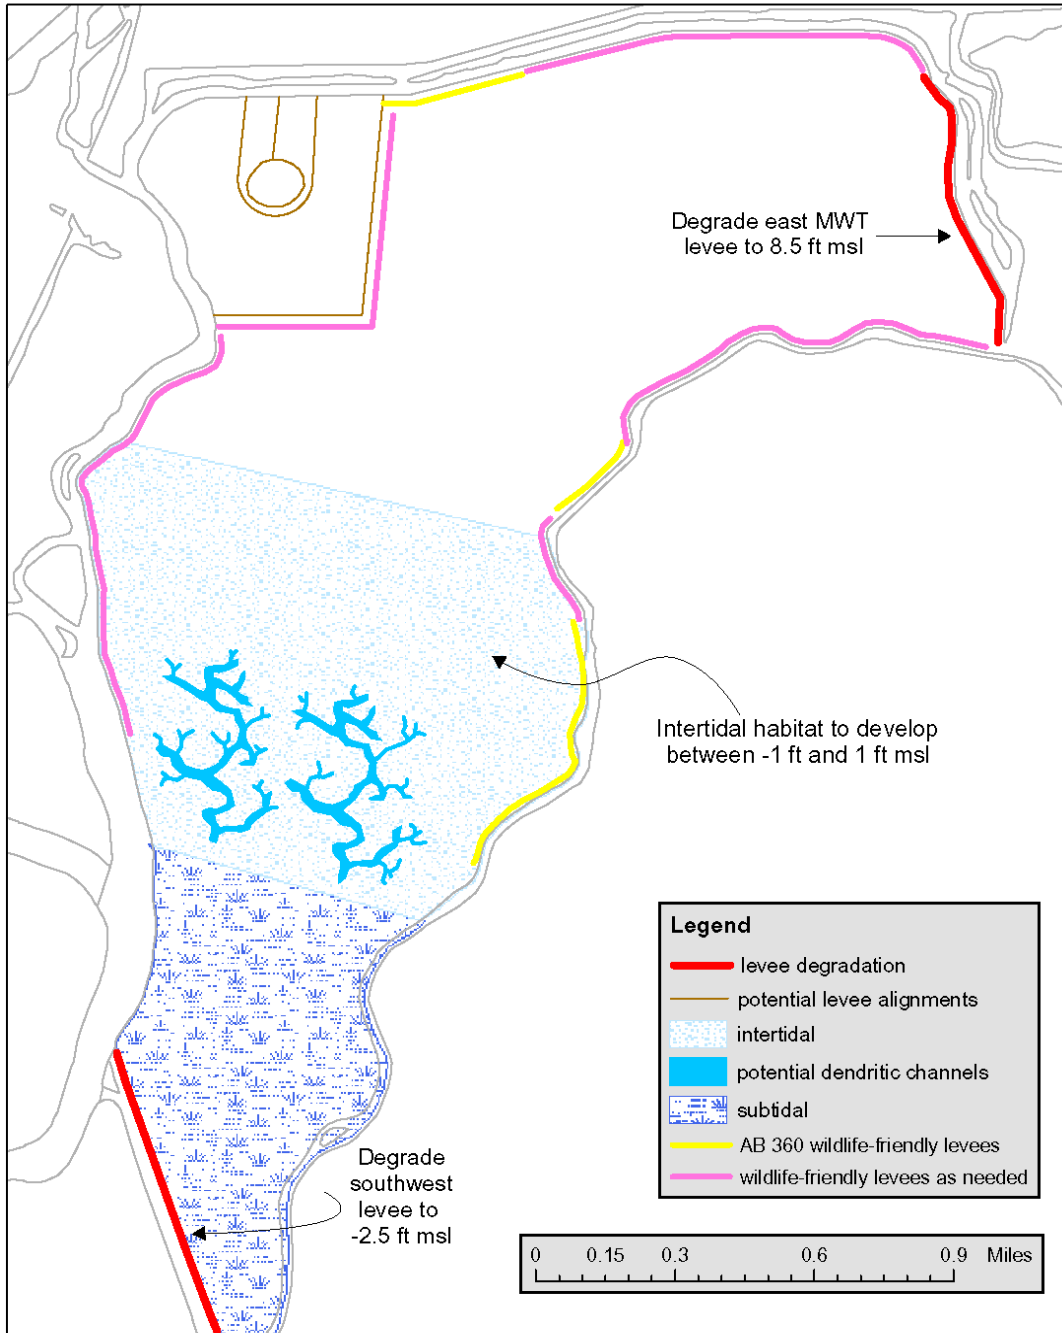 Degrade east MWT
levee to 8.5 ft msl
Intertidal habitat to develop
between -1 ft and 1 ft msl
Degrade
southwest
levee to
-2.5 ft msl
Legend
levee degradation
potential levee alignments
intertidal
potential dendritic channels
subtidal
AB 360 wildlife-friendly levees
wildlife-friendly levees as needed
0 0.15 0.3 0.6 0.9 Miles